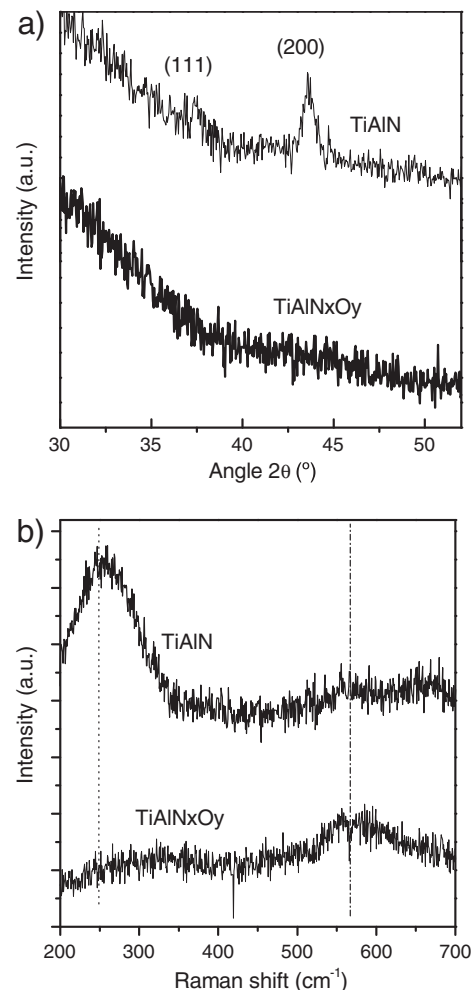 a)
(111)
(200)
TiAlN
TiAlNxOy
Intensity (a.u.)
30 35 40 45 50
Angle 2θ (º)
b)
TiAlN
TiAlNxOy
Intensity (a.u.)
200 300 400 500 600 700
Raman shift (cm⁻¹)